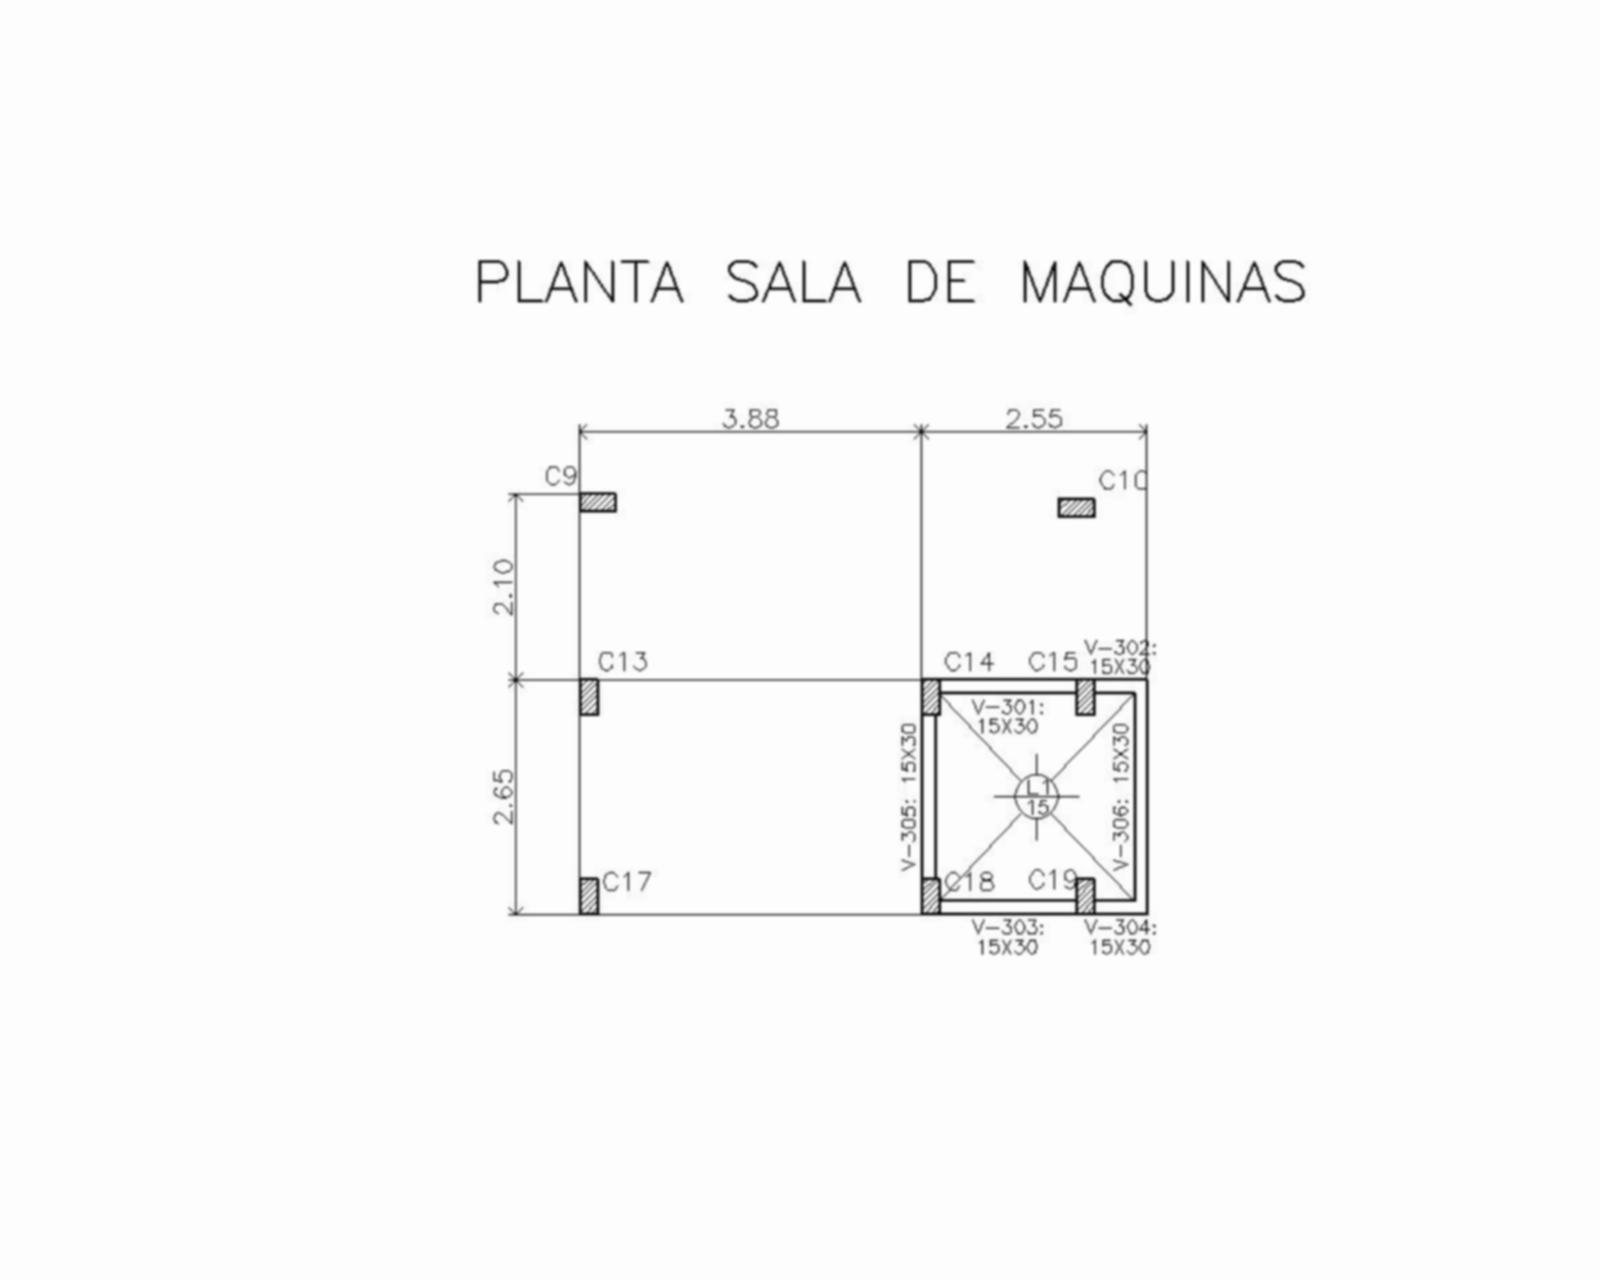 PLANTA SALA DE MAQUINAS
3.88
2.55
C9
C10
2.10
C13
C14
C15
V-302:
15X30
V-301:
15X30
V-305: 15X30
V-306: 15X30
L1
15
2.65
C17
C18
C19
V-303:
15X30
V-304:
15X30